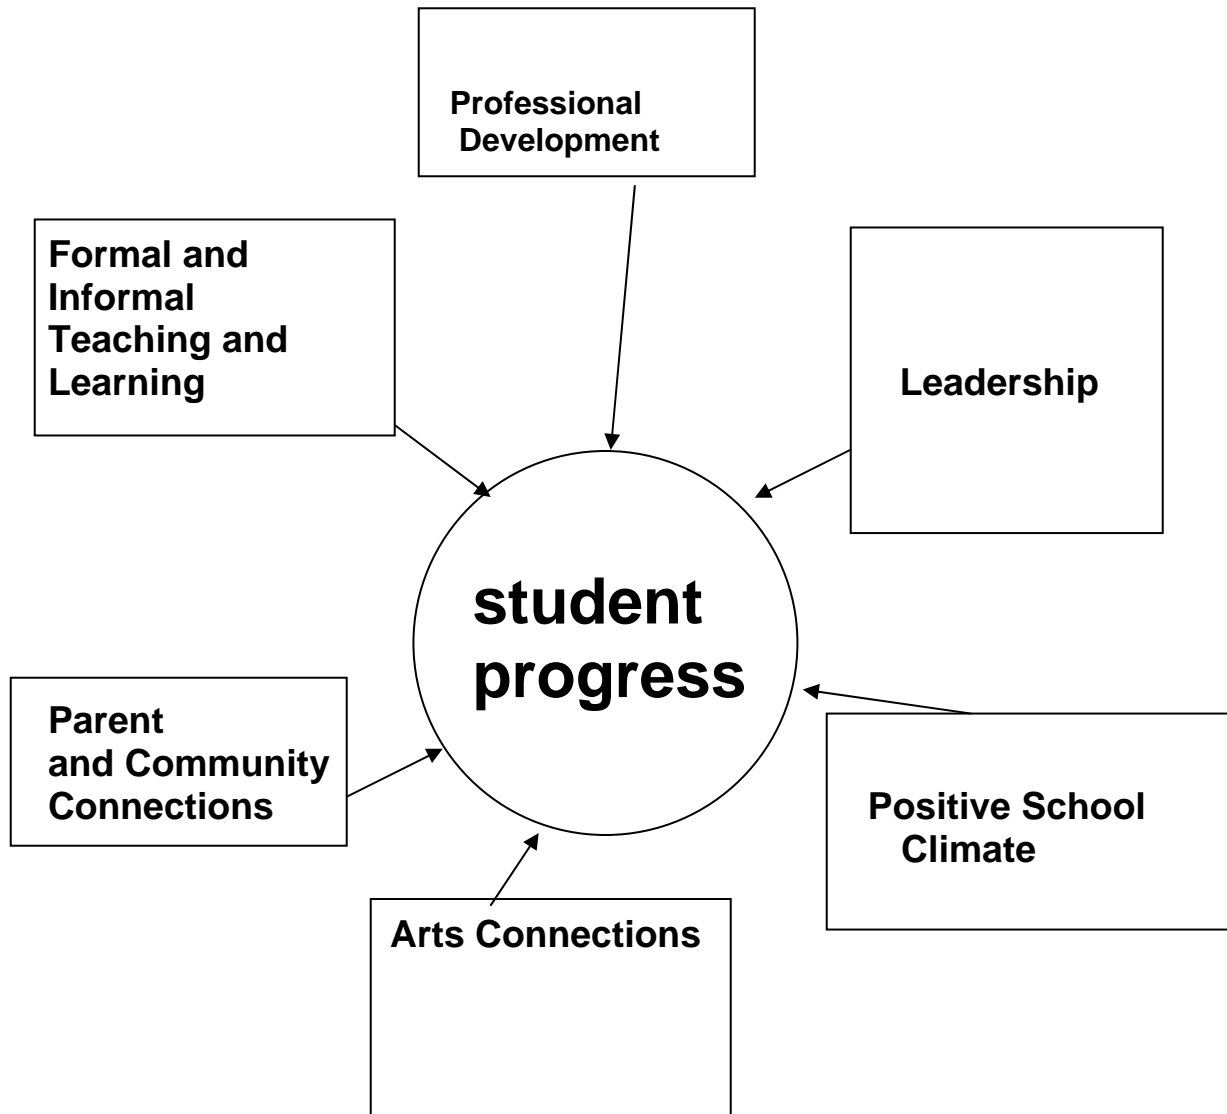 Professional
Development
Formal and
Informal
Teaching and
Learning
Leadership
student
progress
Parent
and Community
Connections
Positive School
Climate
Arts Connections